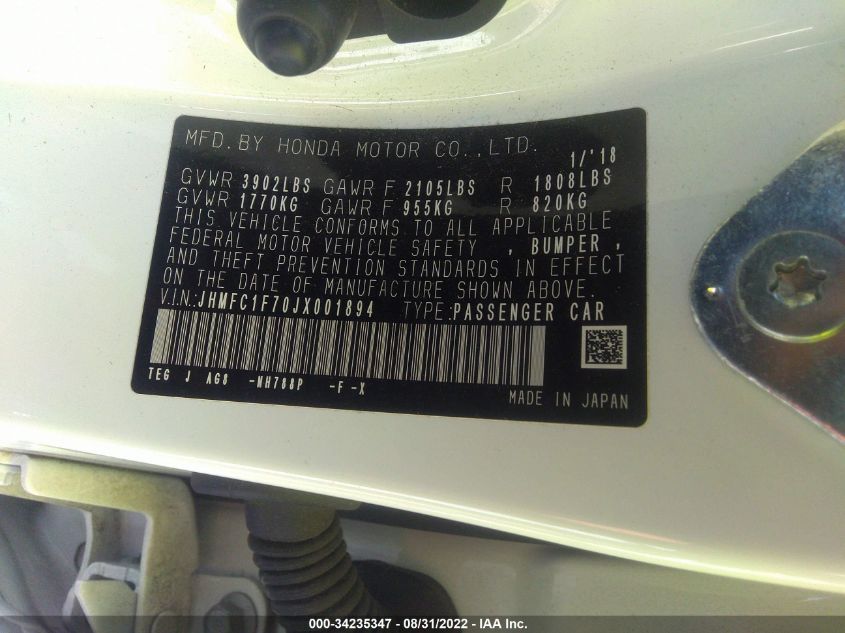 MFD. BY HONDA MOTOR CO., LTD.
1/'18
GVWR 3902LBS GAWR F 2105LBS R 1808LBS
GVWR 1770KG GAWR F 955KG R 820KG
THIS VEHICLE CONFORMS TO ALL APPLICABLE
FEDERAL MOTOR VEHICLE SAFETY , BUMPER ,
AND THEFT PREVENTION STANDARDS IN EFFECT
ON THE DATE OF MANUFACTURE SHOWN ABOVE.
V.I.N: JHMFC1F70JX001894 TYPE:PASSENGER CAR
TEG J AG8 -NH788P -F -X
MADE IN JAPAN
000-34235347 - 08/31/2022 - IAA Inc.